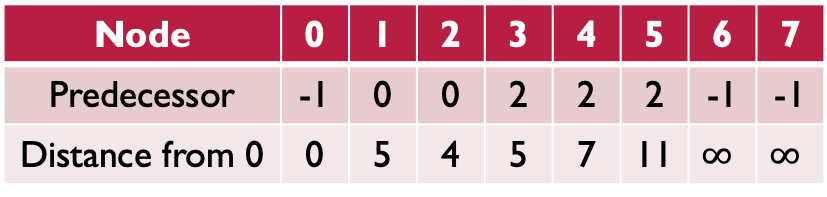 Node 0 1 2 3 4 5 6 7
Predecessor -1 0 0 2 2 2 -1 -1
Distance from 0 0 5 4 5 7 11 ∞ ∞